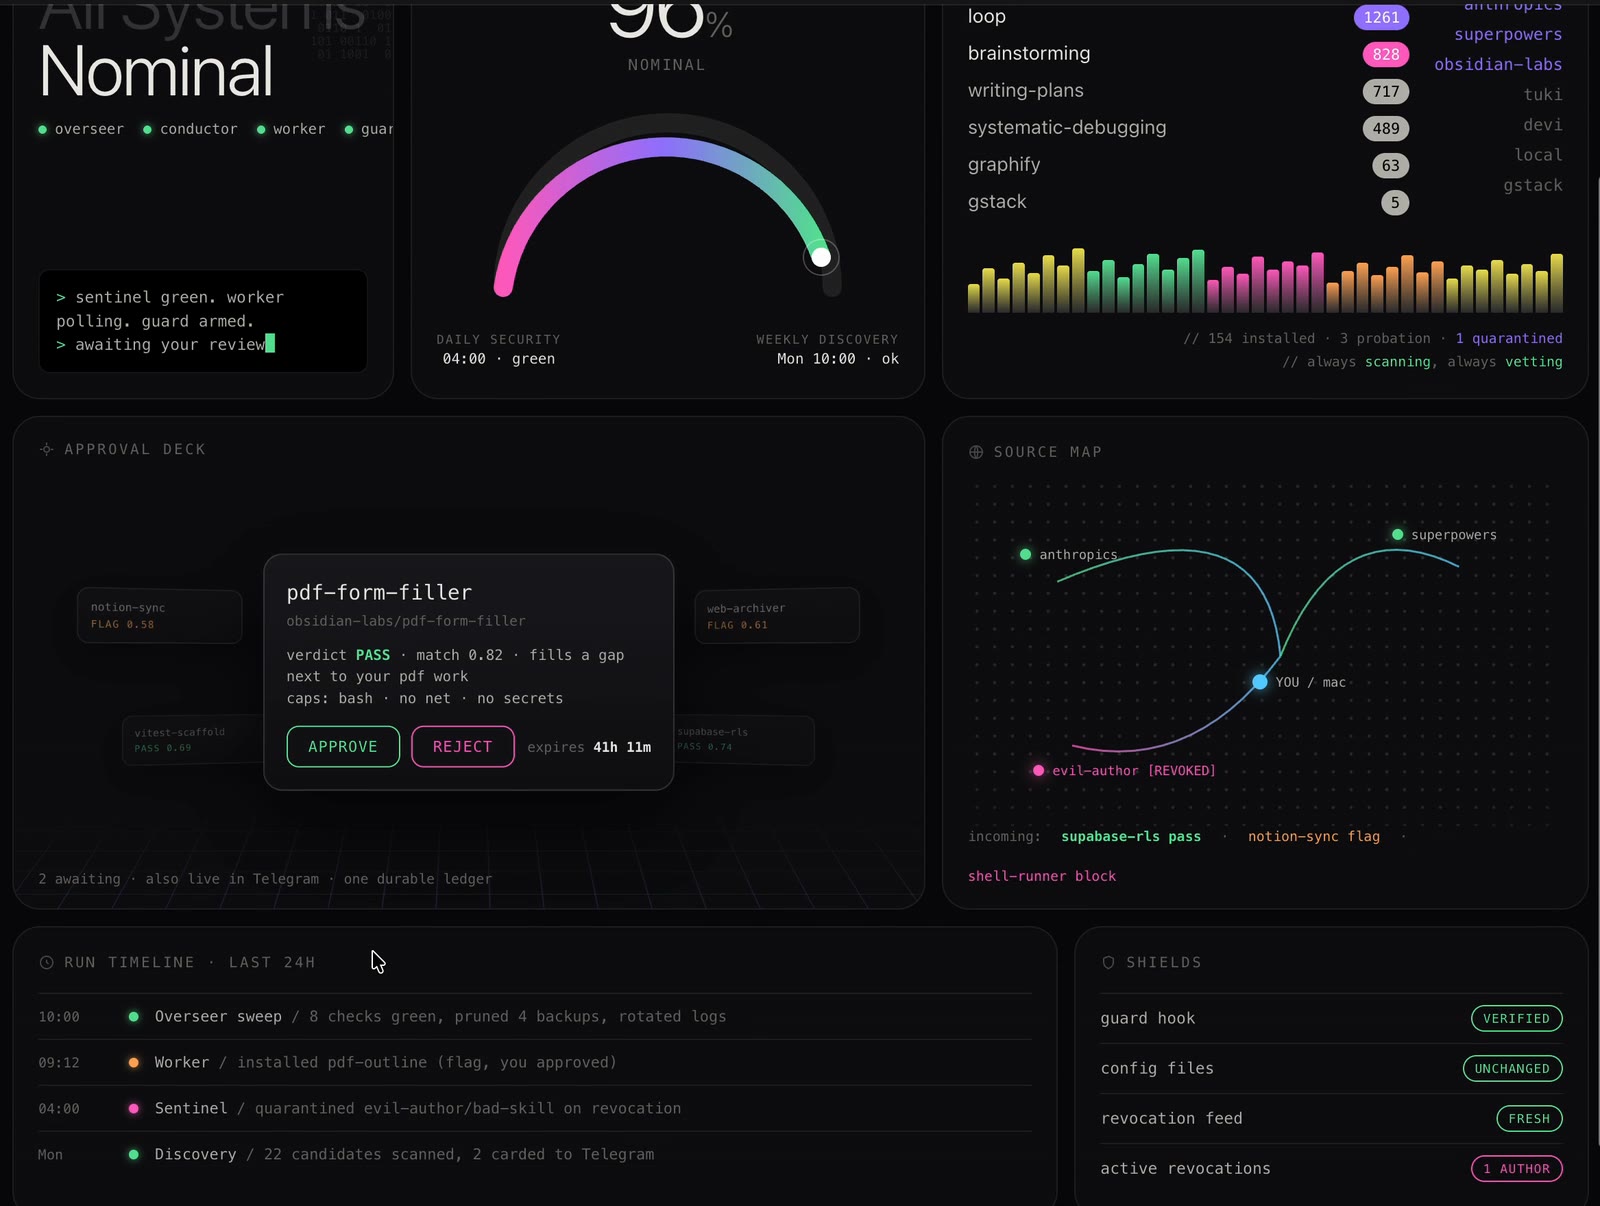 All Systems
Nominal
overseer conductor worker guar
> sentinel green. worker
polling. guard armed.
> awaiting your review
96%
NOMINAL
DAILY SECURITY
04:00 · green
WEEKLY DISCOVERY
Mon 10:00 · ok
loop 1261
brainstorming 828
writing-plans 717
systematic-debugging 489
graphify 63
gstack 5
anthropics
superpowers
obsidian-labs
tuki
devi
local
gstack
// 154 installed · 3 probation · 1 quarantined
// always scanning, always vetting
APPROVAL DECK
notion-sync
FLAG 0.58
vitest-scaffold
PASS 0.69
pdf-form-filler
obsidian-labs/pdf-form-filler
verdict PASS · match 0.82 · fills a gap
next to your pdf work
caps: bash · no net · no secrets
APPROVE REJECT expires 41h 11m
web-archiver
FLAG 0.61
supabase-rls
PASS 0.74
2 awaiting · also live in Telegram · one durable ledger
SOURCE MAP
superpowers
anthropics
YOU / mac
evil-author [REVOKED]
incoming: supabase-rls pass · notion-sync flag ·
shell-runner block
RUN TIMELINE · LAST 24H
10:00 Overseer sweep / 8 checks green, pruned 4 backups, rotated logs
09:12 Worker / installed pdf-outline (flag, you approved)
04:00 Sentinel / quarantined evil-author/bad-skill on revocation
Mon Discovery / 22 candidates scanned, 2 carded to Telegram
SHIELDS
guard hook VERIFIED
config files UNCHANGED
revocation feed FRESH
active revocations 1 AUTHOR